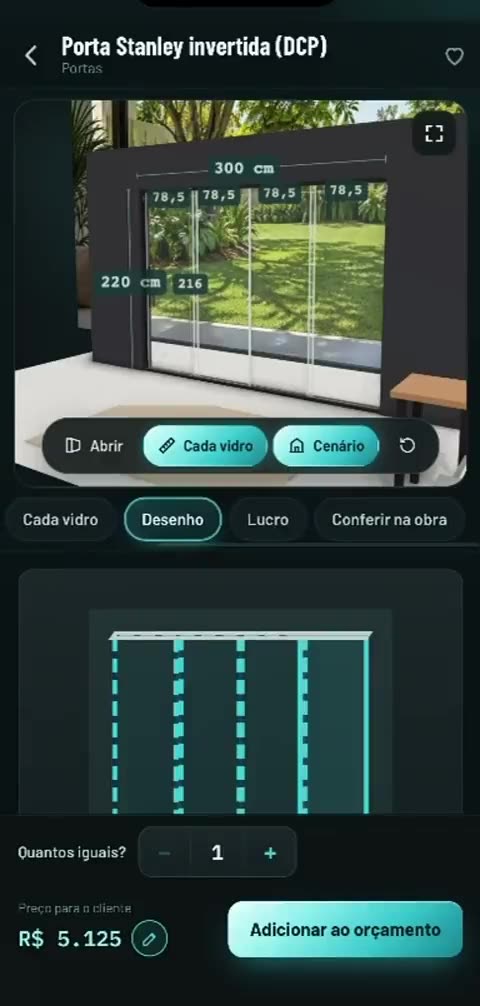 Porta Stanley invertida (DCP)
Portas
300 cm
78,5 78,5 78,5 78,5
220 cm 216
Abrir Cada vidro Cenário
Cada vidro Desenho Lucro Conferir na obra
Quantos iguais? − 1 +
Preço para o cliente
R$ 5.125
Adicionar ao orçamento